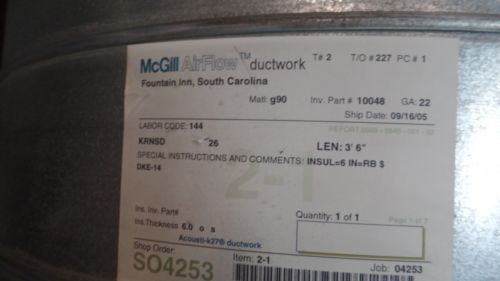 McGill AirFlow™ ductwork T# 2 T/O # 227 PC # 1
Fountain Inn, South Carolina
Matl: g90 Inv. Part # 10048 GA: 22
Ship Date: 09/16/05
LABOR CODE: 144
KRNSD 26 LEN: 3' 6"
SPECIAL INSTRUCTIONS AND COMMENTS: INSUL=6 IN=RB $
DKE-14
2-1
Ins. Inv. Part#
Ins.Thickness 6.0 o s
Quantity: 1 of 1 Page 1 of
Acousti-k27® ductwork
Shop Order:
SO4253
Item: 2-1 Job: 04253